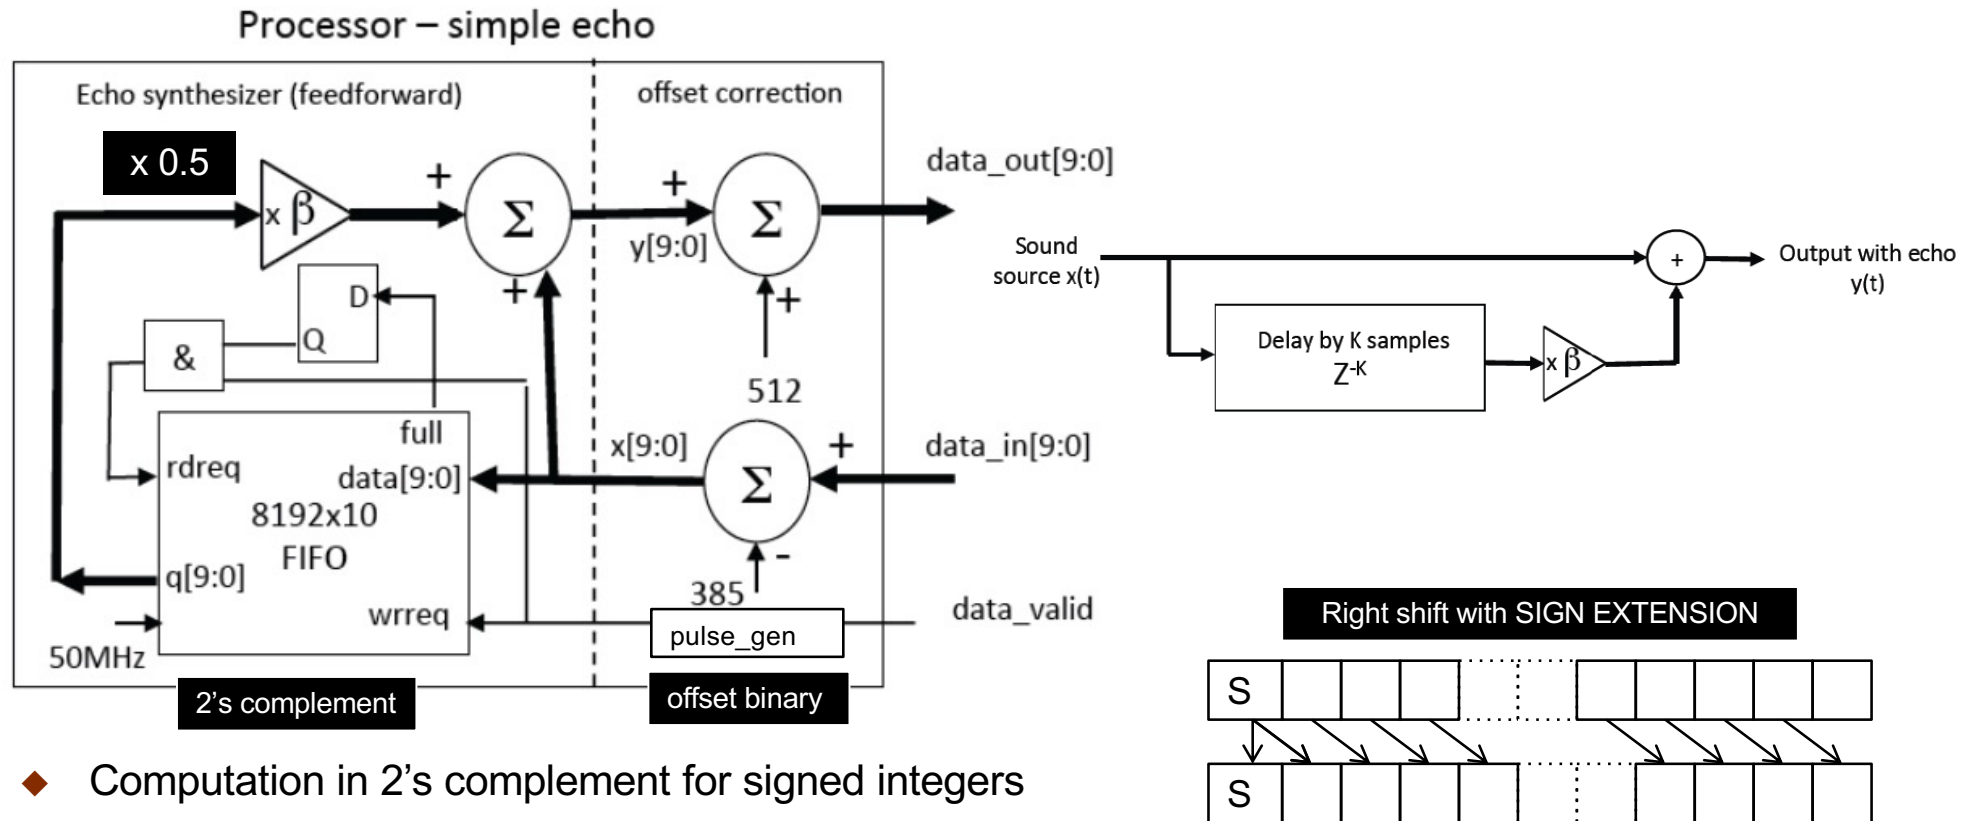 Processor – simple echo
Echo synthesizer (feedforward)
offset correction
x 0.5
x β
+
Σ
+
+
y[9:0]
Σ
+
512
data_out[9:0]
D
Q
&
full
rdreq
data[9:0]
8192x10
FIFO
q[9:0]
wrreq
50MHz
x[9:0]
Σ
+
-
385
data_in[9:0]
pulse_gen
data_valid
2's complement
offset binary
Sound
source x(t)
Delay by K samples
Z-K
x β
+
Output with echo
y(t)
Right shift with SIGN EXTENSION
S
S
◆ Computation in 2's complement for signed integers